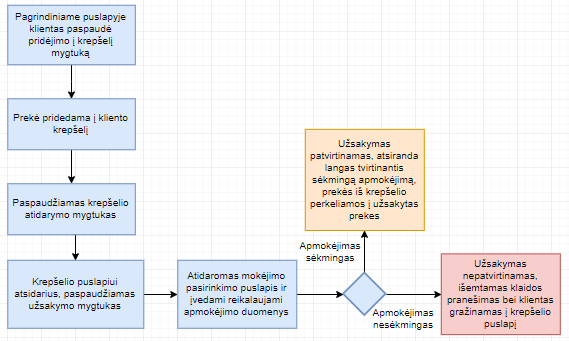 Pagrindiniame puslapyje
klientas paspaudė
pridėjimo į krepšelį
mygtuką
Prekė pridedama į kliento
krepšelį
Paspaudžiamas krepšelio
atidarymo mygtukas
Krepšelio puslapiui
atsidarius, paspaudžiamas
užsakymo mygtukas
Atidaromas mokėjimo
pasirinkimo puslapis ir
įvedami reikalaujami
apmokėjimo duomenys
Apmokėjimas
sėkmingas
Užsakymas
patvirtinamas, atsiranda
langas tvirtinantis
sėkmingą apmokėjimą,
prekės iš krepšelio
perkeliamos į užsakytas
prekes
Apmokėjimas
nesėkmingas
Užsakymas
nepatvirtinamas,
išemtamas klaidos
pranešimas bei klientas
gražinamas į krepšelio
puslapį